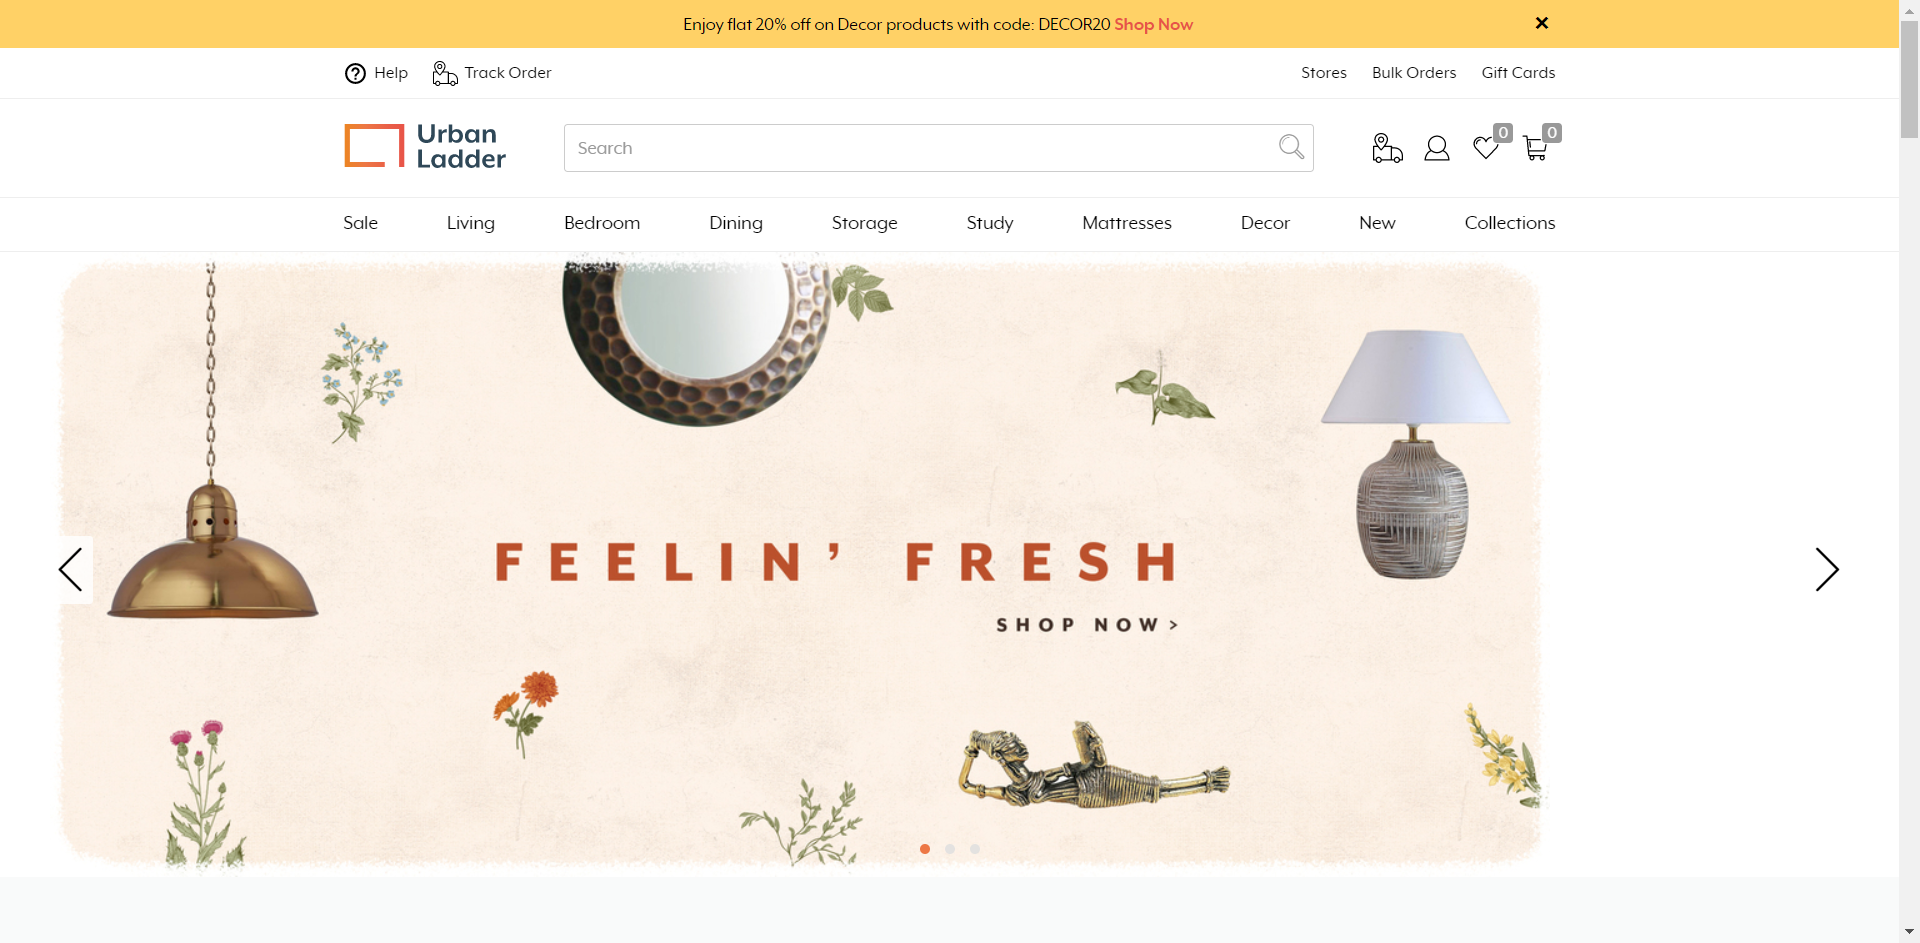 Enjoy flat 20% off on Decor products with code: DECOR20 Shop Now
Help
Track Order
Stores
Bulk Orders
Gift Cards
Urban
Ladder
Search
0
0
Sale
Living
Bedroom
Dining
Storage
Study
Mattresses
Decor
New
Collections
FEELIN’ FRESH
SHOP NOW >